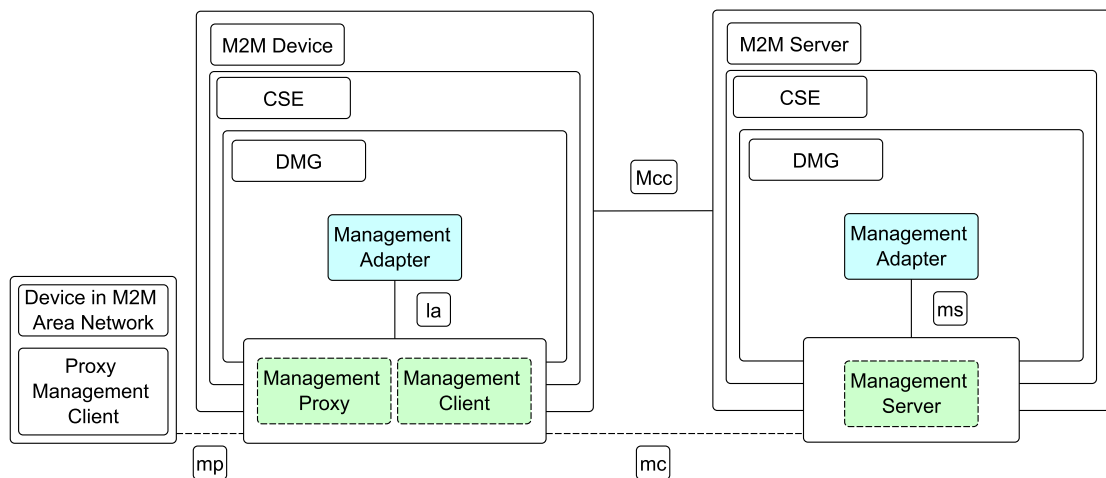 M2M Device
CSE
DMG
Management
Adapter
la
Management
Proxy
Management
Client
Device in M2M
Area Network
Proxy
Management
Client
mp
Mcc
mc
M2M Server
CSE
DMG
Management
Adapter
ms
Management
Server